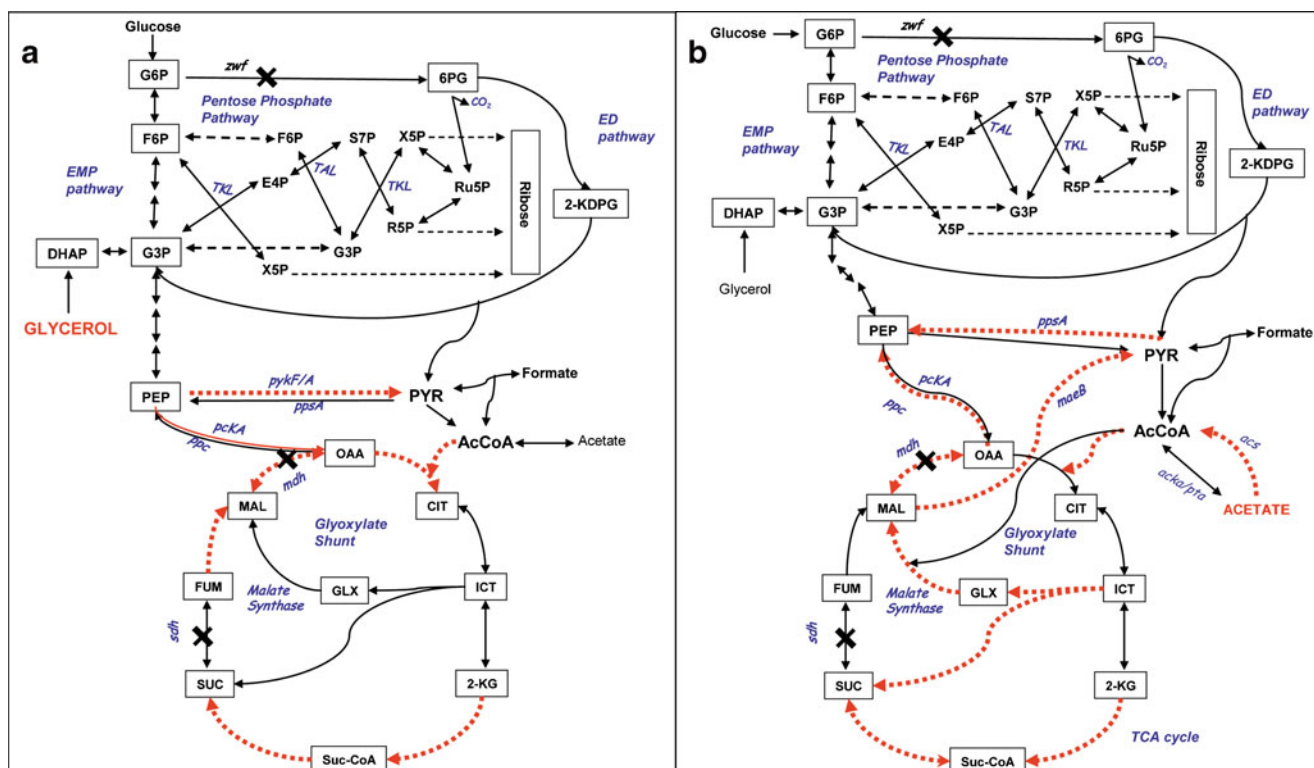 a
Glucose
G6P
zwf
6PG
CO2
Pentose Phosphate
Pathway
ED
pathway
F6P
F6P
S7P
X5P
EMP
pathway
TKL
E4P
TAL
TKL
Ru5P
Ribose
2-KDPG
R5P
DHAP
G3P
G3P
X5P
GLYCEROL
PEP
pykF/A
ppsA
PYR
Formate
pcKA
ppc
AcCoA
Acetate
OAA
mdh
MAL
CIT
Glyoxylate
Shunt
FUM
Malate
Synthase
GLX
ICT
sdh
SUC
2-KG
Suc-CoA
b
Glucose
G6P
zwf
6PG
CO2
Pentose Phosphate
Pathway
ED
pathway
F6P
F6P
S7P
X5P
EMP
pathway
E4P
TAL
TKL
Ru5P
Ribose
2-KDPG
TKL
R5P
DHAP
G3P
G3P
X5P
Glycerol
PEP
ppsA
PYR
Formate
pcKA
ppc
maeB
AcCoA
acs
mdh
OAA
acka/pta
ACETATE
MAL
CIT
Glyoxylate
Shunt
FUM
Malate
Synthase
GLX
ICT
sdh
SUC
2-KG
Suc-CoA
TCA cycle